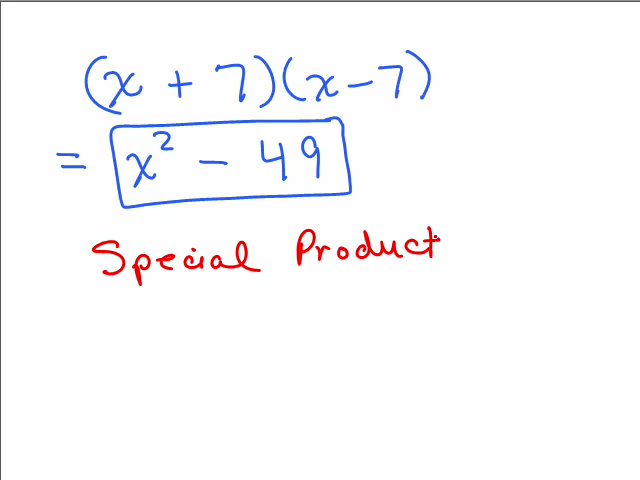 (x + 7)(x - 7)
= x² - 49
Special Product